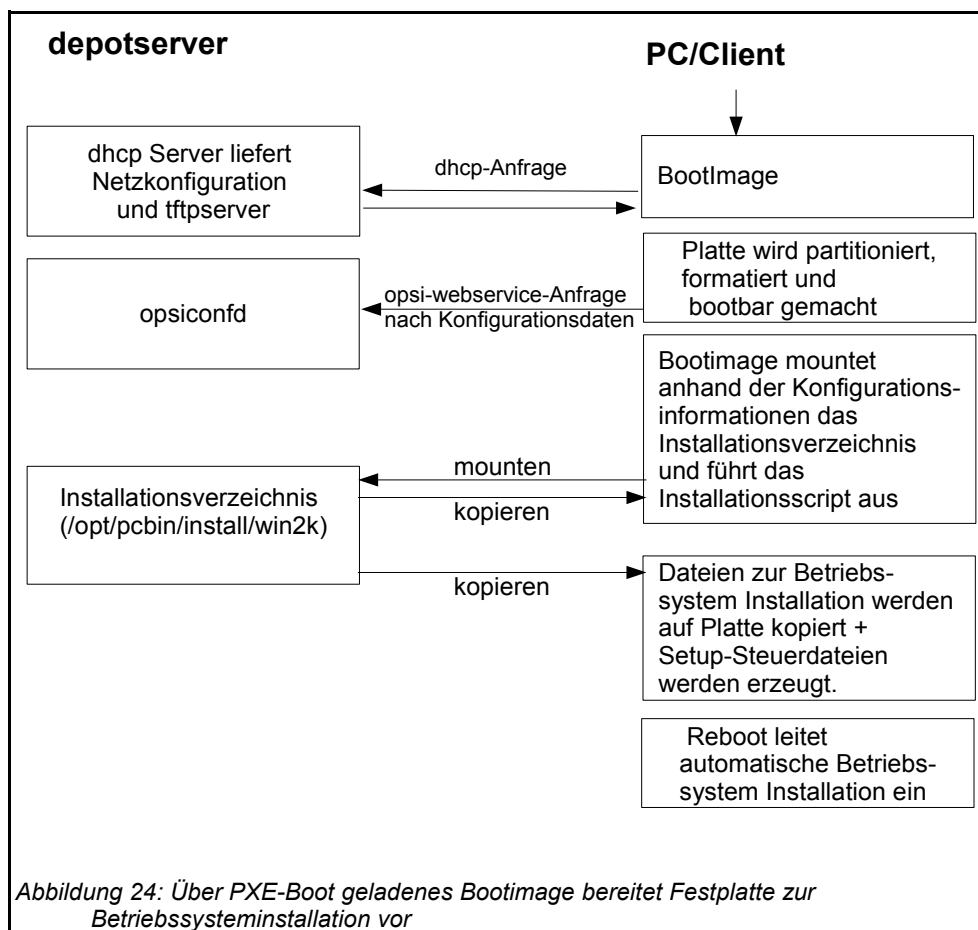 depotserver
PC/Client
dhcp Server liefert
Netzkonfiguration
und tftpserver
dhcp-Anfrage
BootImage
Platte wird partitioniert,
formatiert und
bootbar gemacht
opsiconfd
opsi-webservice-Anfrage
nach Konfigurationsdaten
Bootimage mountet
anhand der Konfigurations-
informationen das
Installationsverzeichnis
und führt das
Installationsscript aus
Installationsverzeichnis
(/opt/pcbin/install/win2k)
mounten
kopieren
kopieren
Dateien zur Betriebs-
system Installation werden
auf Platte kopiert +
Setup-Steuerdateien
werden erzeugt.
Reboot leitet
automatische Betriebs-
system Installation ein
Abbildung 24: Über PXE-Boot geladenes Bootimage bereitet Festplatte zur
Betriebssysteminstallation vor